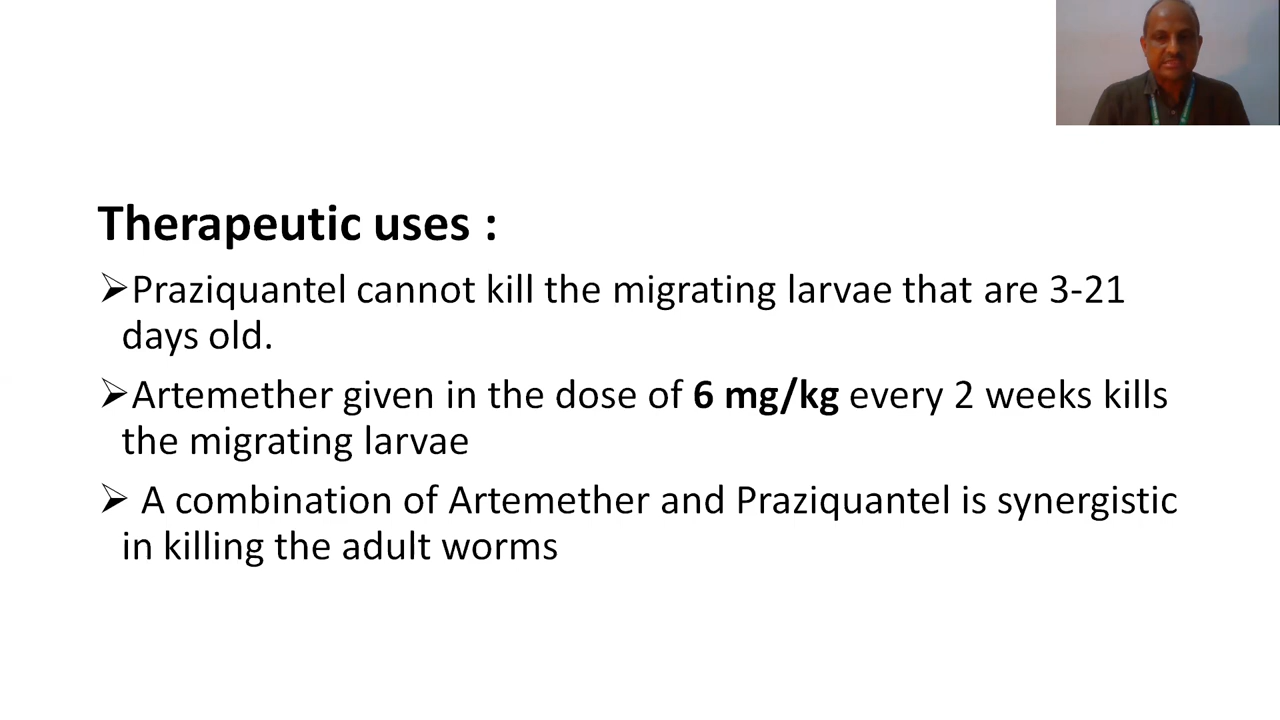 Therapeutic uses :
➢Praziquantel cannot kill the migrating larvae that are 3-21
days old.
➢Artemether given in the dose of 6 mg/kg every 2 weeks kills
the migrating larvae
➢ A combination of Artemether and Praziquantel is synergistic
in killing the adult worms